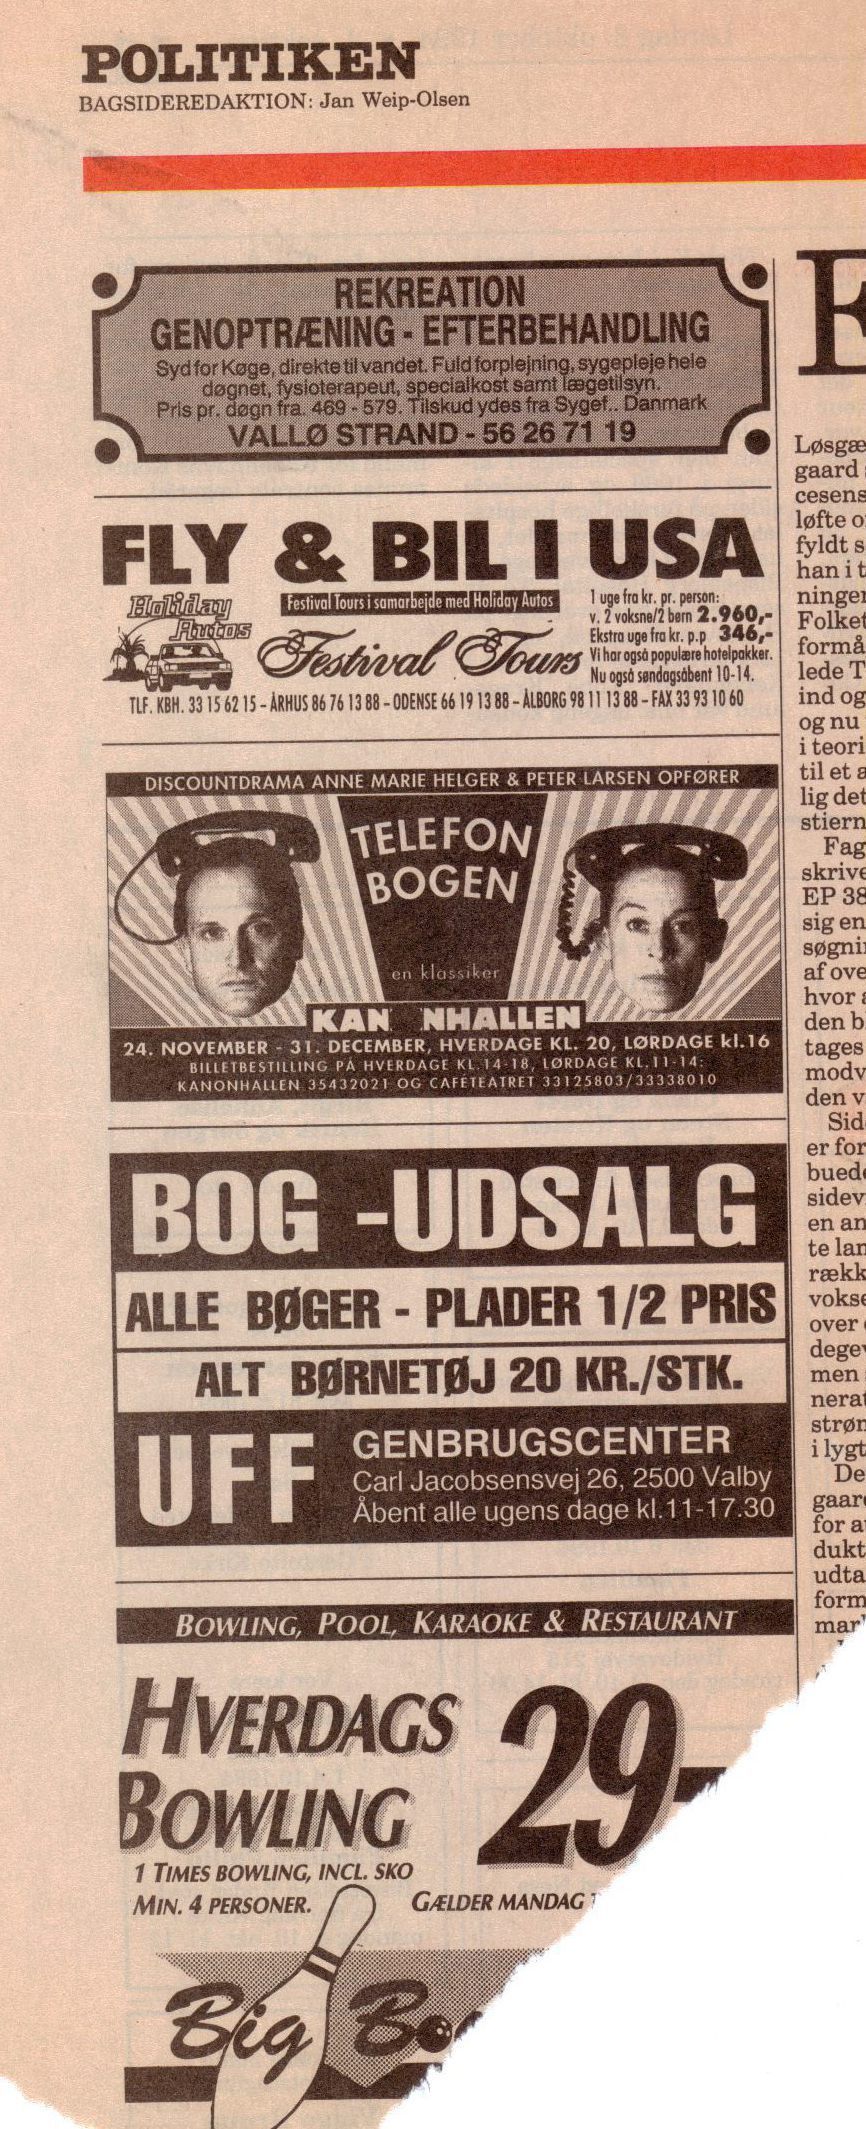 POLITIKEN
BAGSIDEREDAKTION: Jan Weip-Olsen
REKREATION
GENOPTRÆNING - EFTERBEHANDLING
Syd for Køge, direkte til vandet. Fuld forplejning, sygepleje hele
døgnet, fysioterapeut, specialkost samt lægetilsyn.
Pris pr. døgn fra. 469 - 579. Tilskud ydes fra Sygef.. Danmark
VALLØ STRAND - 56 26 71 19
FLY & BIL I USA
Holiday
Autos
Festival Tours i samarbejde med Holiday Autos
Festival Tours
1 uge fra kr. pr. person:
v. 2 voksne/2 børn 2.960,-
Ekstra uge fra kr. p.p 346,-
Vi har også populære hotelpakker.
Nu også søndagsåbent 10-14.
TLF. KBH. 33 15 62 15 – ÅRHUS 86 76 13 88 – ODENSE 66 19 13 88 – ÅLBORG 98 11 13 88 – FAX 33 93 10 60
DISCOUNTDRAMA ANNE MARIE HELGER & PETER LARSEN OPFØRER
TELEFON
BOGEN
en klassiker
KAN NHALLEN
24. NOVEMBER - 31. DECEMBER, HVERDAGE KL. 20, LØRDAGE kl.16
BILLETBESTILLING PÅ HVERDAGE KL.14-18, LØRDAGE KL.11-14:
KANONHALLEN 35432021 OG CAFETEATRET 33125803/33338010
BOG -UDSALG
ALLE BØGER - PLADER 1/2 PRIS
ALT BØRNETØJ 20 KR./STK.
UFF
GENBRUGSCENTER
Carl Jacobsensvej 26, 2500 Valby
Åbent alle ugens dage kl.11-17.30
BOWLING, POOL, KARAOKE & RESTAURANT
HVERDAGS
BOWLING
29-
1 TIMES BOWLING, INCL. SKO
MIN. 4 PERSONER.
GÆLDER MANDAG
Big Bo
E
Løsgæ
gaard
cesens
løfte o
fyldt s
han i t
ninger
Folket
formå
lede T
ind og
og nu
i teori
til et a
lig det
stiern
Fag
skrive
EP 38
sig en
søgnin
af ove
hvor a
den b
tages
modv
den v
Sid
er for
bued
sidev
en an
te lan
rækk
vokse
over
degev
men
nerat
strøm
i lygt
De
gaar
for a
dukt
udta
form
mar